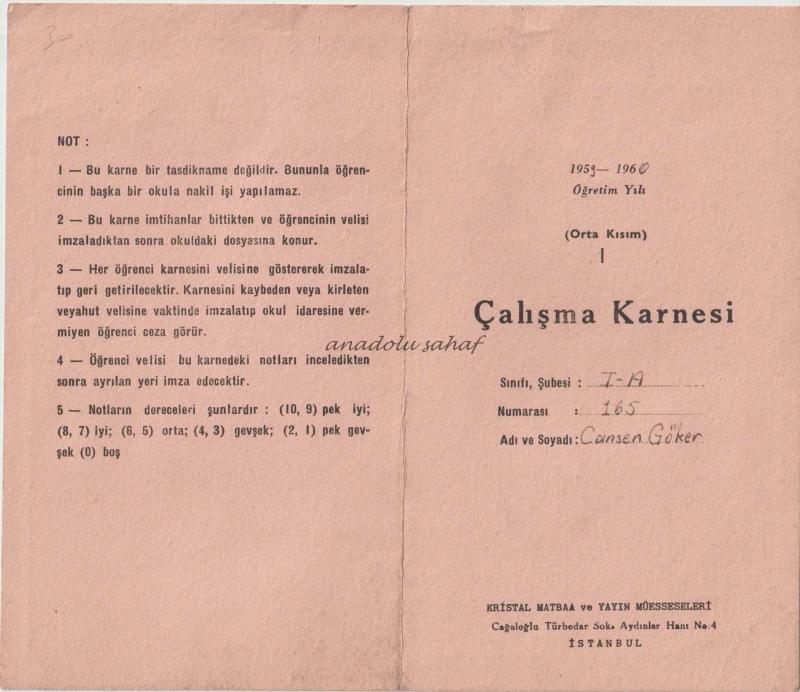 30
NOT :
1 — Bu karne bir tasdikname değildir. Bununla öğren-
cinin başka bir okula nakil işi yapılamaz.
2 — Bu karne imtihanlar bittikten ve öğrencinin velisi
imzaladıktan sonra okuldaki dosyasına konur.
3 — Her öğrenci karnesini velisine göstererek imzala-
tıp geri getirilecektir. Karnesini kaybeden veya kirleten
veyahut velisine vaktinde imzalatıp okul idaresine ver-
miyen öğrenci ceza görür.
4 — Öğrenci velisi bu karnedeki notları inceledikten
sonra ayrılan yeri imza edecektir.
5 — Notların dereceleri şunlardır : (10, 9) pek iyi;
(8, 7) iyi; (6, 5) orta; (4, 3) gevşek; (2, 1) pek gev-
şek (0) boş
anadolu sahaf
1959— 1960
Öğretim Yılı
(Orta Kısım)
I
Çalışma Karnesi
Sınıfı, Şubesi : I-A
Numarası : 165
Adı ve Soyadı : Cansen Göker
KRİSTAL MATBAA ve YAYIN MÜESSESELERİ
Cağaloğlu Türbedar Sok. Aydınlar Hanı No.4
İSTANBUL